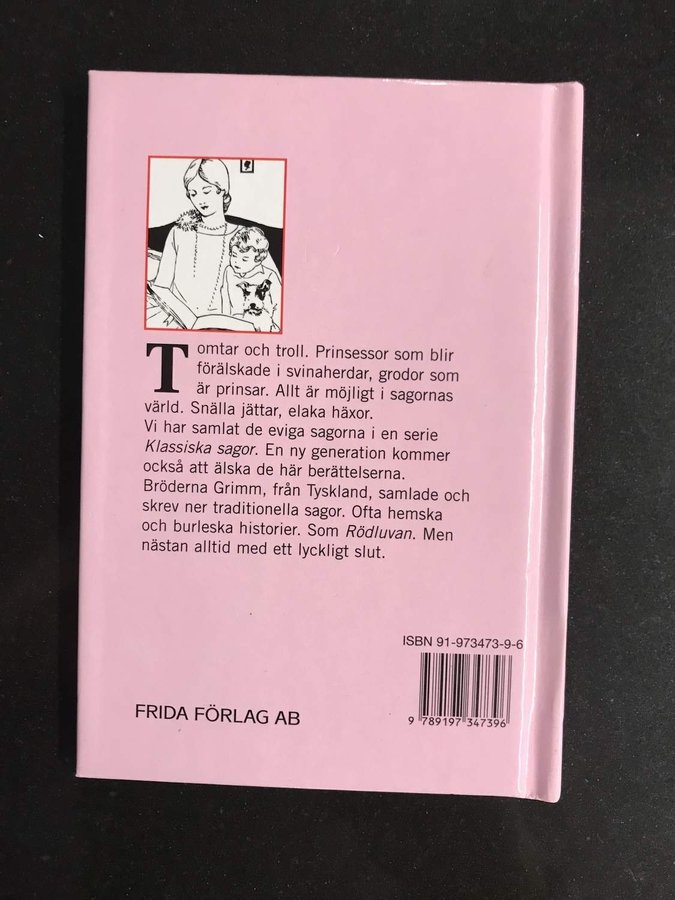 Tomtar och troll. Prinsessor som blir
förälskade i svinaherdar, grodor som
är prinsar. Allt är möjligt i sagornas
värld. Snälla jättar, elaka häxor.
Vi har samlat de eviga sagorna i en serie
Klassiska sagor. En ny generation kommer
också att älska de här berättelserna.
Bröderna Grimm, från Tyskland, samlade och
skrev ner traditionella sagor. Ofta hemska
och burleska historier. Som Rödluvan. Men
nästan alltid med ett lyckligt slut.
ISBN 91-973473-9-6
9 789197 347396
FRIDA FÖRLAG AB